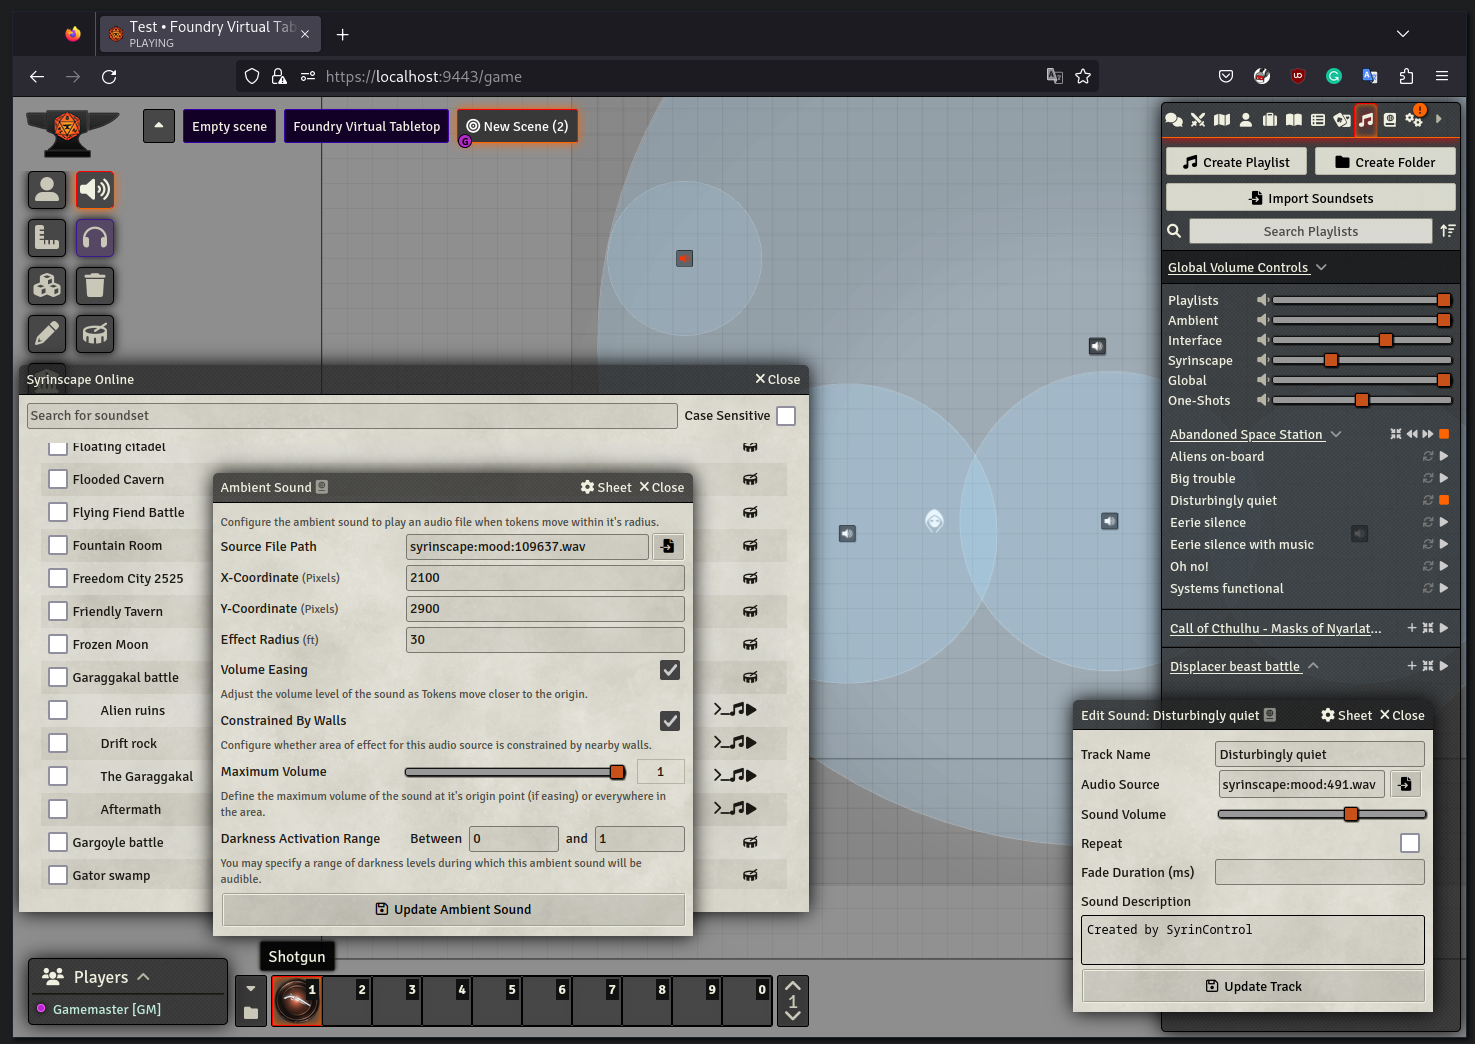 Test • Foundry Virtual Tab
PLAYING
https://localhost:9443/game
Empty scene
Foundry Virtual Tabletop
New Scene (2)
G
Create Playlist
Create Folder
Import Soundsets
Search Playlists
Global Volume Controls
Playlists
Ambient
Interface
Syrinscape
Global
One-Shots
Abandoned Space Station
Aliens on-board
Big trouble
Disturbingly quiet
Eerie silence
Eerie silence with music
Oh no!
Systems functional
Call of Cthulhu - Masks of Nyarlat...
Displacer beast battle
Syrinscape Online
Close
Search for soundset
Case Sensitive
Floating citadel
Flooded Cavern
Flying Fiend Battle
Fountain Room
Freedom City 2525
Friendly Tavern
Frozen Moon
Garaggakal battle
Alien ruins
Drift rock
The Garaggakal
Aftermath
Gargoyle battle
Gator swamp
Ambient Sound
Sheet
Close
Configure the ambient sound to play an audio file when tokens move within it's radius.
Source File Path
syrinscape:mood:109637.wav
X-Coordinate (Pixels)
2100
Y-Coordinate (Pixels)
2900
Effect Radius (ft)
30
Volume Easing
Adjust the volume level of the sound as Tokens move closer to the origin.
Constrained By Walls
Configure whether area of effect for this audio source is constrained by nearby walls.
Maximum Volume
1
Define the maximum volume of the sound at it's origin point (if easing) or everywhere in
the area.
Darkness Activation Range
Between
0
and
1
You may specify a range of darkness levels during which this ambient sound will be
audible.
Update Ambient Sound
Edit Sound: Disturbingly quiet
Sheet
Close
Track Name
Disturbingly quiet
Audio Source
syrinscape:mood:491.wav
Sound Volume
Repeat
Fade Duration (ms)
Sound Description
Created by SyrinControl
Update Track
Shotgun
Players
Gamemaster [GM]
1
2
3
4
5
6
7
8
9
0
1